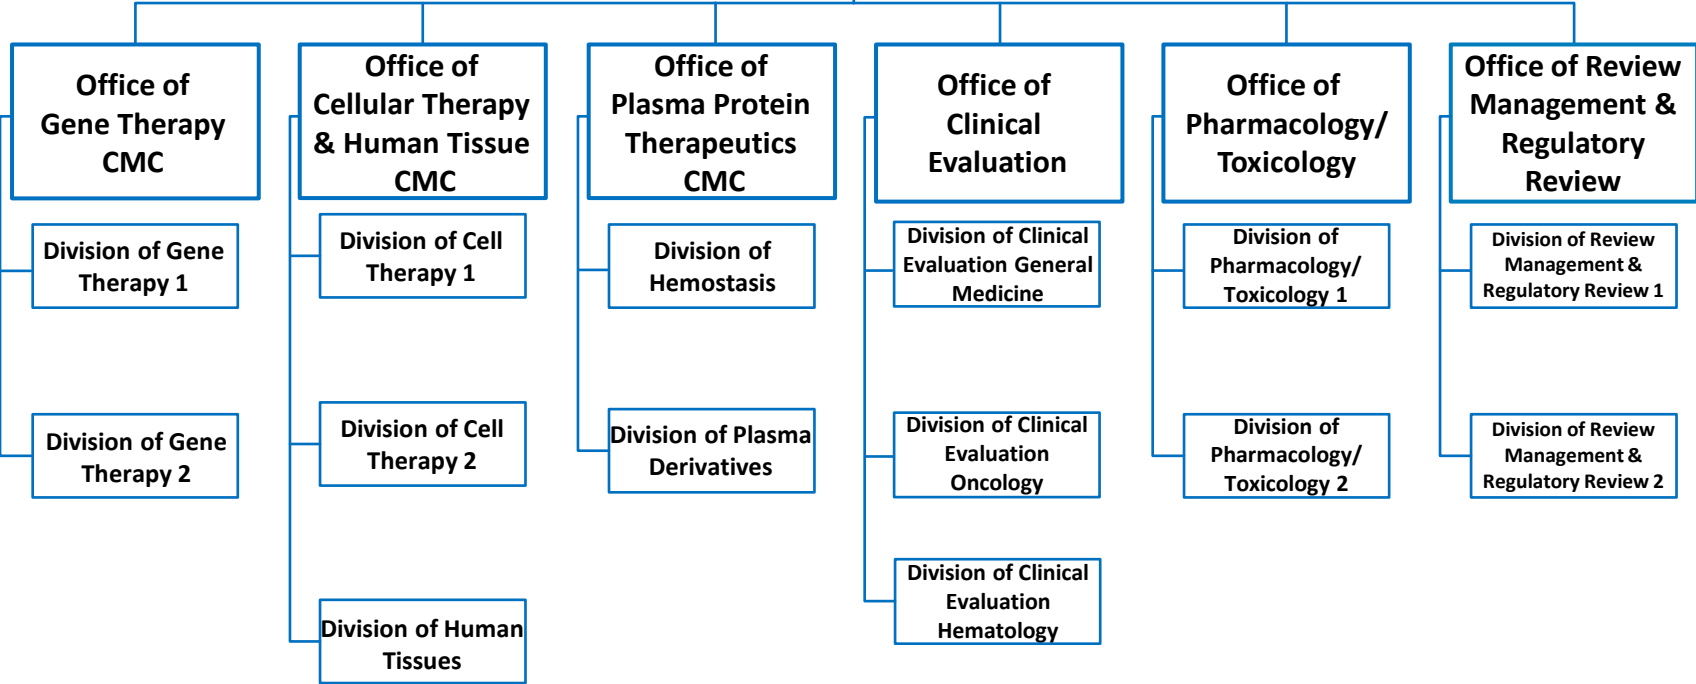 Office of
Gene Therapy
CMC
Office of
Cellular Therapy
& Human Tissue
CMC
Office of
Plasma Protein
Therapeutics
CMC
Office of
Clinical
Evaluation
Office of
Pharmacology/
Toxicology
Office of Review
Management &
Regulatory
Review
Division of Gene
Therapy 1
Division of Cell
Therapy 1
Division of
Hemostasis
Division of Clinical
Evaluation General
Medicine
Division of
Pharmacology/
Toxicology 1
Division of Review
Management &
Regulatory Review 1
Division of Gene
Therapy 2
Division of Cell
Therapy 2
Division of Plasma
Derivatives
Division of Clinical
Evaluation
Oncology
Division of
Pharmacology/
Toxicology 2
Division of Review
Management &
Regulatory Review 2
Division of Human
Tissues
Division of Clinical
Evaluation
Hematology